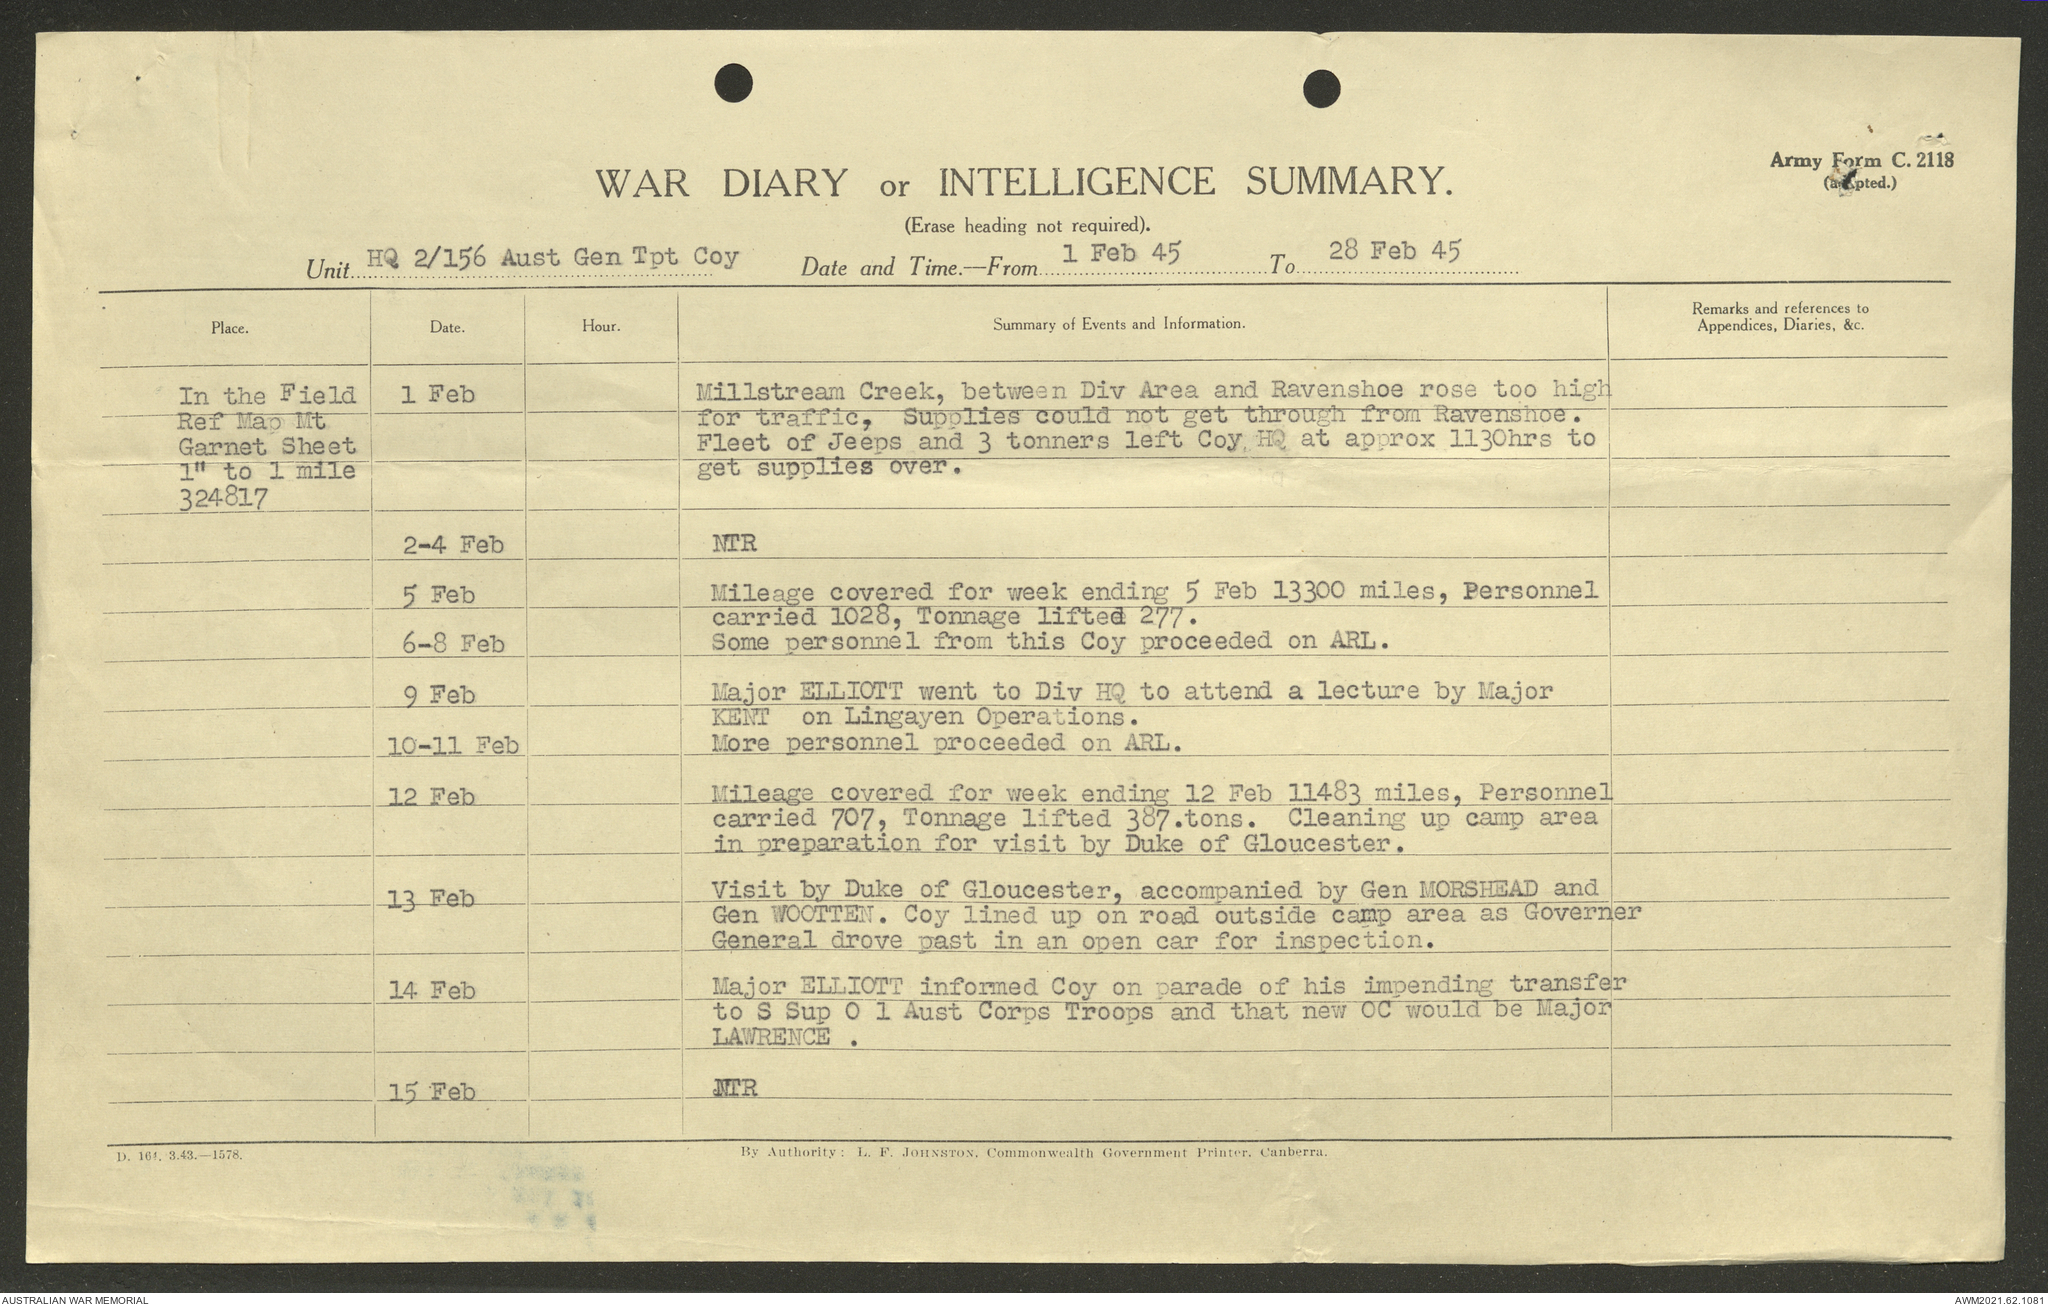 Army Form C. 2118
(adapted.)
WAR DIARY or INTELLIGENCE SUMMARY.
(Erase heading not required).
Unit HQ 2/156 Aust Gen Tpt Coy Date and Time.—From 1 Feb 45 To 28 Feb 45
Place. Date. Hour. Summary of Events and Information. Remarks and references to
Appendices, Diaries, &c.
In the Field 1 Feb Millstream Creek, between Div Area and Ravenshoe rose too high
Ref Map Mt for traffic, Supplies could not get through from Ravenshoe.
Garnet Sheet Fleet of Jeeps and 3 tonners left Coy HQ at approx 1130hrs to
1" to 1 mile get supplies over.
324817
2-4 Feb NTR
5 Feb Mileage covered for week ending 5 Feb 13300 miles, Personnel
carried 1028, Tonnage lifted 277.
6-8 Feb Some personnel from this Coy proceeded on ARL.
9 Feb Major ELLIOTT went to Div HQ to attend a lecture by Major
KENT on Lingayen Operations.
10-11 Feb More personnel proceeded on ARL.
12 Feb Mileage covered for week ending 12 Feb 11483 miles, Personnel
carried 707, Tonnage lifted 387.tons. Cleaning up camp area
in preparation for visit by Duke of Gloucester.
13 Feb Visit by Duke of Gloucester, accompanied by Gen MORSHEAD and
Gen WOOTTEN. Coy lined up on road outside camp area as Governer
General drove past in an open car for inspection.
14 Feb Major ELLIOTT informed Coy on parade of his impending transfer
to S Sup O 1 Aust Corps Troops and that new OC would be Major
LAWRENCE .
15 Feb NTR
D. 164. 3.43.—1578. By Authority: L. F. JOHNSTON, Commonwealth Government Printer, Canberra.
AUSTRALIAN WAR MEMORIAL AWM2021.62.1081